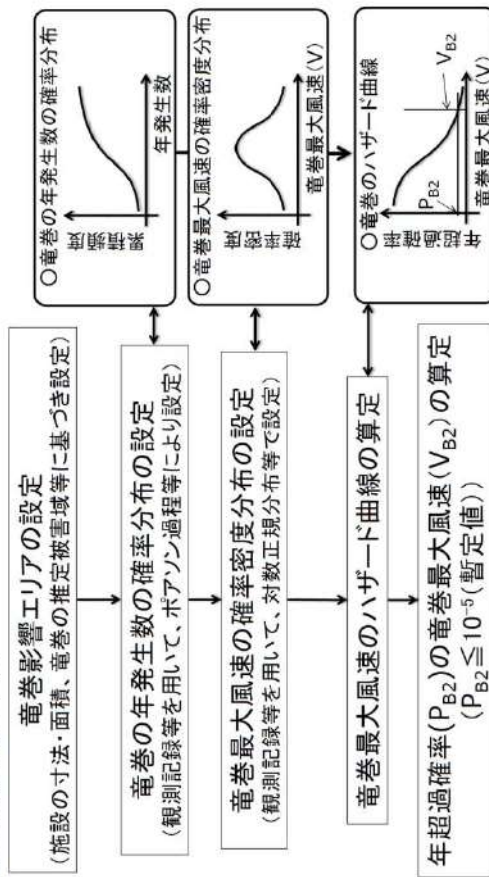 竜巻影響エリアの設定
(施設の寸法・面積、竜巻の推定被害域等に基づき設定)
竜巻の年発生数の確率分布の設定
(観測記録等を用いて、ポアソン過程等により設定)
竜巻最大風速の確率密度分布の設定
(観測記録等を用いて、対数正規分布等で設定)
竜巻最大風速のハザード曲線の算定
年超過確率(PB2)の竜巻最大風速(VB2)の算定
(PB2≦10⁻⁵(暫定値))
○竜巻の年発生数の確率分布
累積頻度
年発生数
○竜巻最大風速の確率密度分布
確率密度
竜巻最大風速(V)
○竜巻のハザード曲線
年超過確率
PB2
VB2
竜巻最大風速(V)